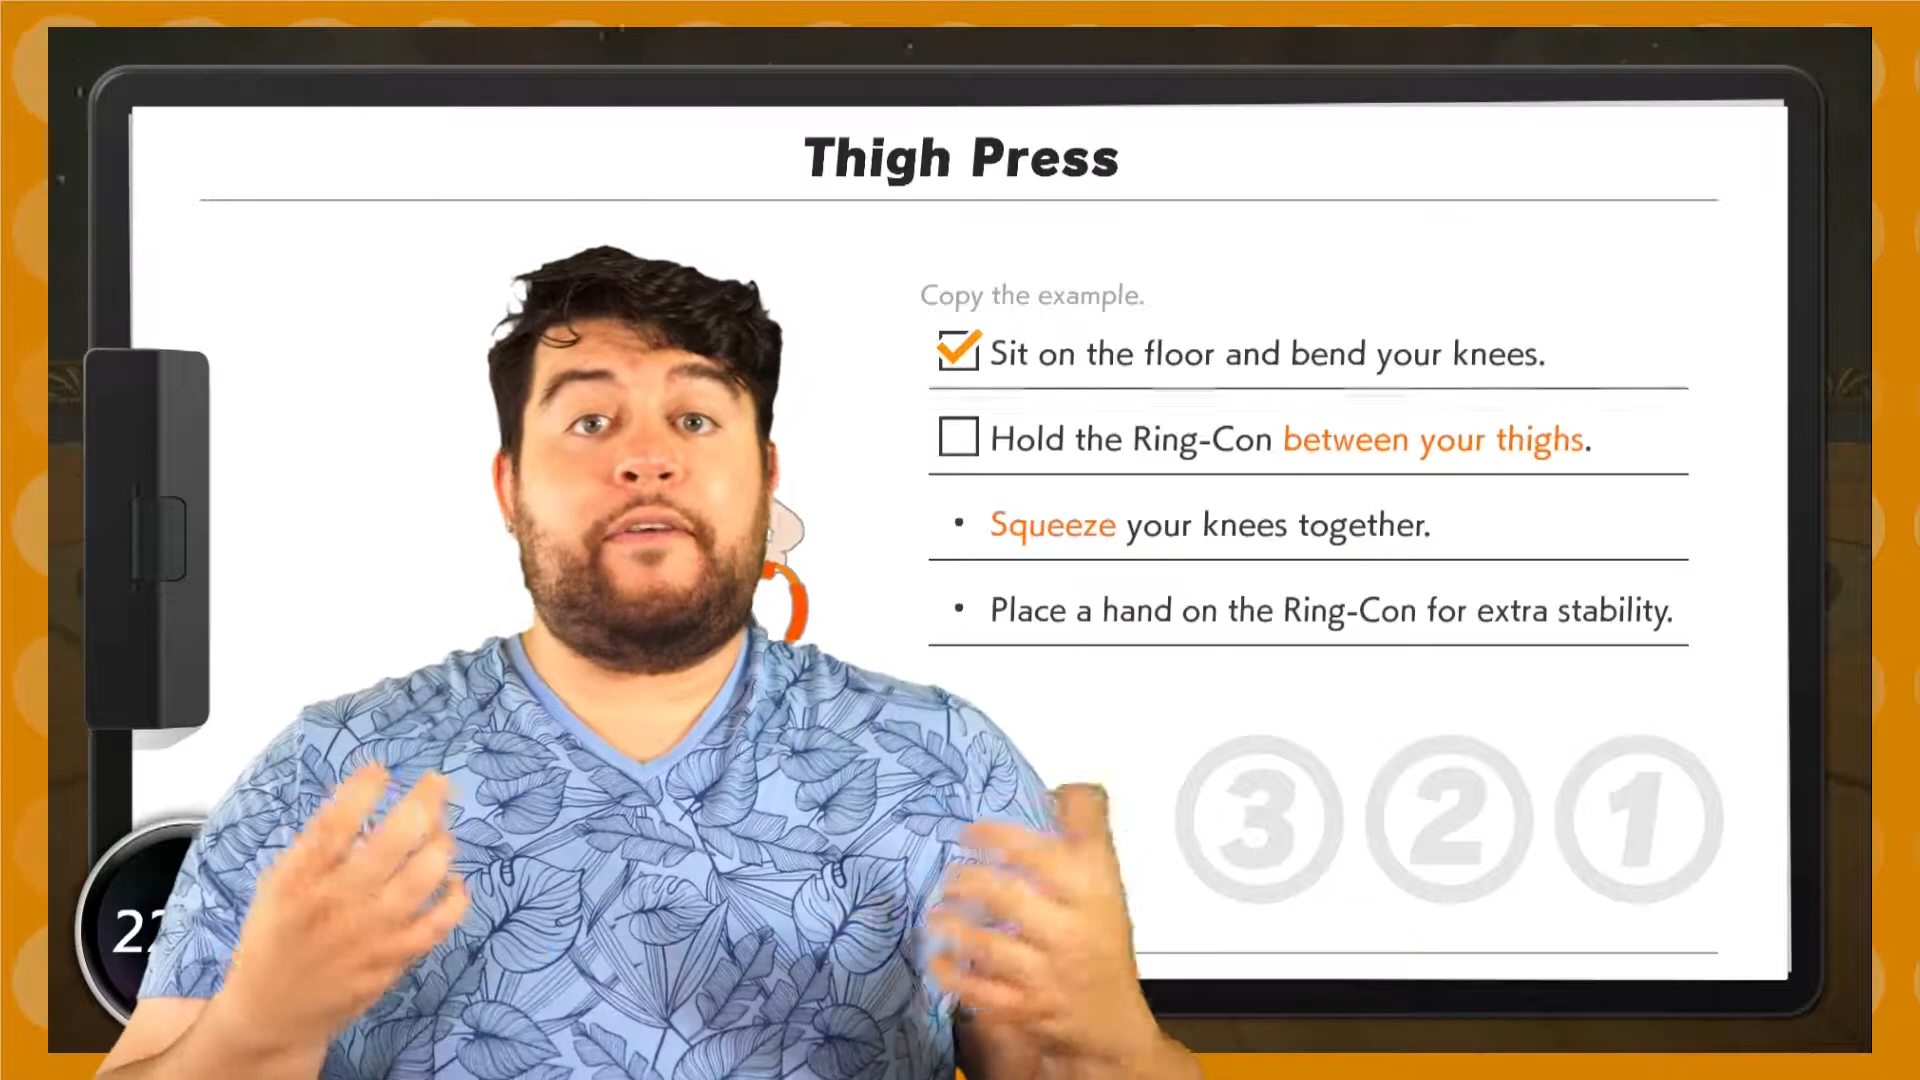 Thigh Press
Copy the example.
Sit on the floor and bend your knees.
Hold the Ring-Con between your thighs.
• Squeeze your knees together.
• Place a hand on the Ring-Con for extra stability.
3 2 1